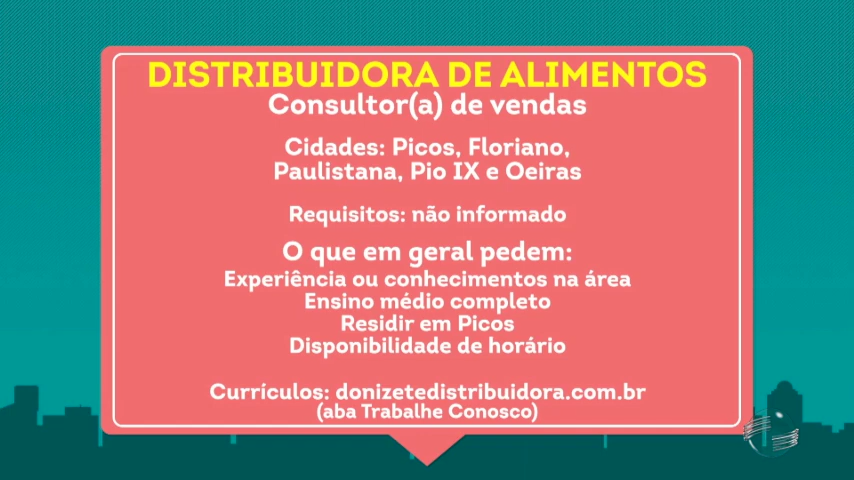 DISTRIBUIDORA DE ALIMENTOS
Consultor(a) de vendas
Cidades: Picos, Floriano,
Paulistana, Pio IX e Oeiras
Requisitos: não informado
O que em geral pedem:
Experiência ou conhecimentos na área
Ensino médio completo
Residir em Picos
Disponibilidade de horário
Currículos: donizetedistribuidora.com.br
(aba Trabalhe Conosco)